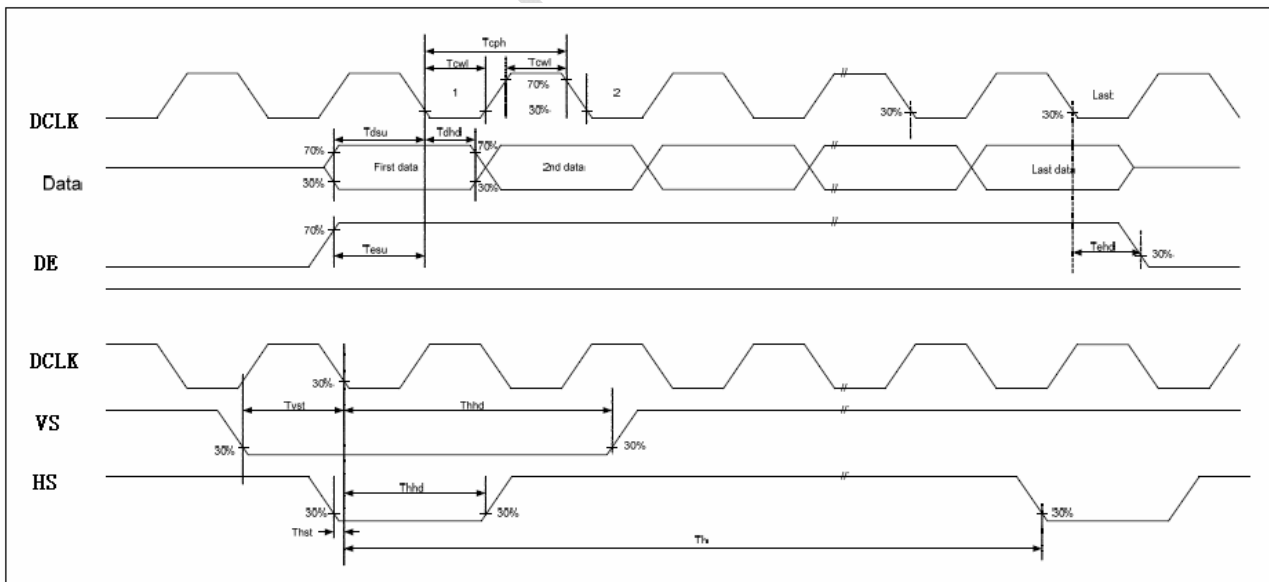 Tcph
Tcwl Tcwl
1 70% 2 Last
30% 30% 30%
DCLK
Tdsu Tdhd
70% 70%
First data 2nd data Last data
30% 30%
Data
70%
Tesu Tehd
DE 30%
DCLK
30%
Tvst Thhd
VS
30% 30%
HS
Thhd
30% 30% 30%
Thst
Th